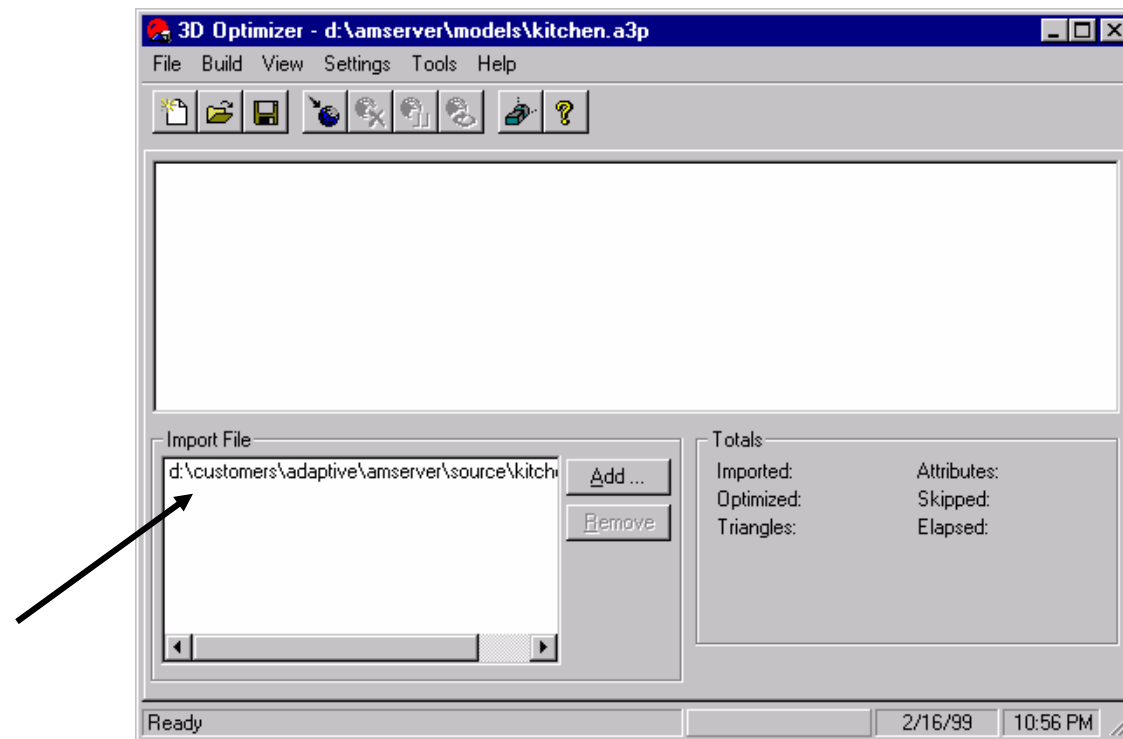 3D Optimizer - d:\amserver\models\kitchen.a3p
File Build View Settings Tools Help
Import File
d:\customers\adaptive\amserver\source\kitch
Add ...
Remove
Totals
Imported: Attributes:
Optimized: Skipped:
Triangles: Elapsed:
Ready 2/16/99 10:56 PM